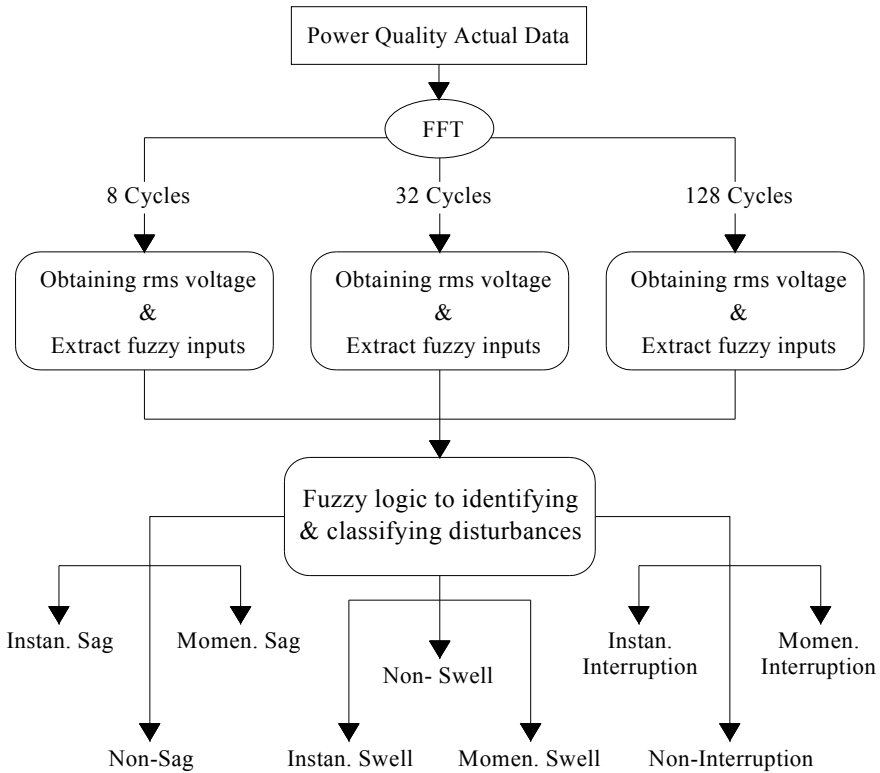 Power Quality Actual Data
FFT
8 Cycles
32 Cycles
128 Cycles
Obtaining rms voltage
&
Extract fuzzy inputs
Obtaining rms voltage
&
Extract fuzzy inputs
Obtaining rms voltage
&
Extract fuzzy inputs
Fuzzy logic to identifying
& classifying disturbances
Instan. Sag
Momen. Sag
Non- Swell
Instan.
Interruption
Momen.
Interruption
Non-Sag
Instan. Swell
Momen. Swell
Non-Interruption